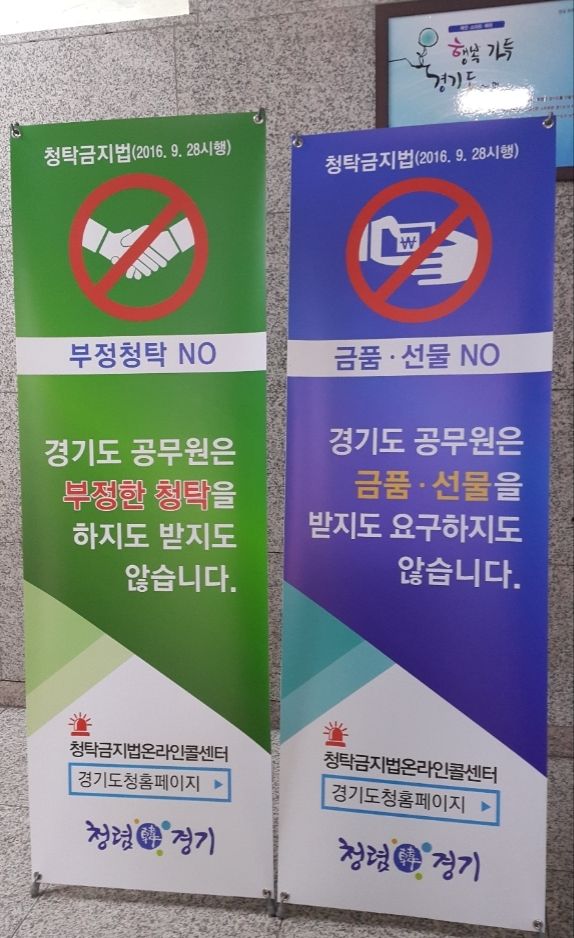 청탁금지법(2016. 9. 28시행)
부정청탁 NO
경기도 공무원은
부정한 청탁을
하지도 받지도
않습니다.
청탁금지법온라인콜센터
경기도청홈페이지 ▶
청렴 韓 경기
청탁금지법(2016. 9. 28시행)
₩
금품 · 선물 NO
경기도 공무원은
금품 · 선물을
받지도 요구하지도
않습니다.
청탁금지법온라인콜센터
경기도청홈페이지 ▶
청렴 韓 경기
행복 가득
경기도